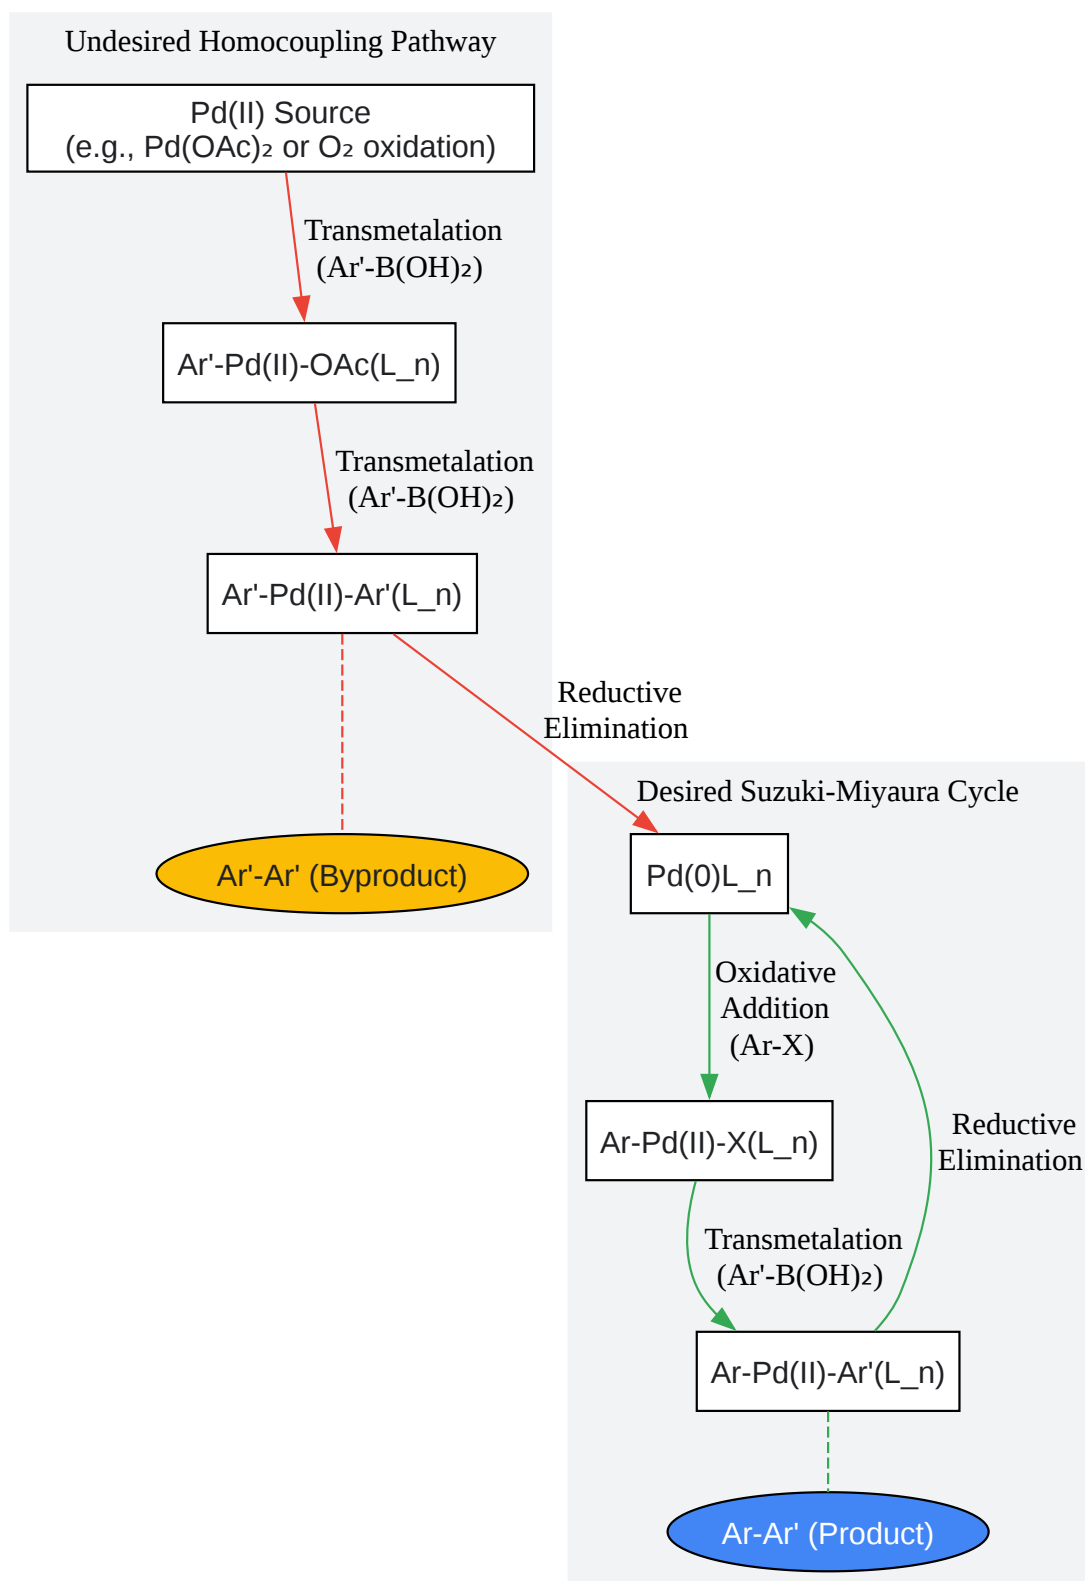 Undesired Homocoupling Pathway
Pd(II) Source
(e.g., Pd(OAc)₂ or O₂ oxidation)
Transmetalation
(Ar'-B(OH)₂)
Ar'-Pd(II)-OAc(L_n)
Transmetalation
(Ar'-B(OH)₂)
Ar'-Pd(II)-Ar'(L_n)
Reductive
Elimination
Ar'-Ar' (Byproduct)
Desired Suzuki-Miyaura Cycle
Pd(0)L_n
Oxidative
Addition
(Ar-X)
Ar-Pd(II)-X(L_n)
Reductive
Elimination
Transmetalation
(Ar'-B(OH)₂)
Ar-Pd(II)-Ar'(L_n)
Ar-Ar' (Product)